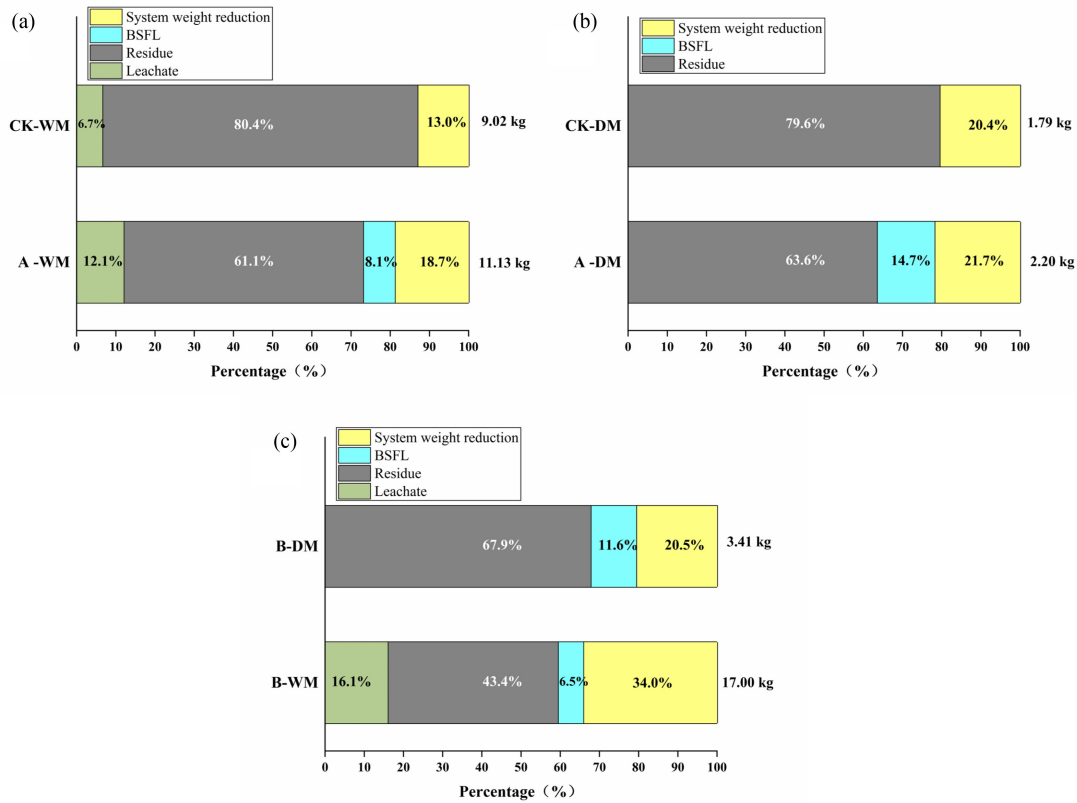 (a)
System weight reduction
BSFL
Residue
Leachate
CK-WM
6.7%
80.4%
13.0%
9.02 kg
A -WM
12.1%
61.1%
8.1%
18.7%
11.13 kg
0 10 20 30 40 50 60 70 80 90 100
Percentage（%）
(b)
System weight reduction
BSFL
Residue
CK-DM
79.6%
20.4%
1.79 kg
A -DM
63.6%
14.7%
21.7%
2.20 kg
0 10 20 30 40 50 60 70 80 90 100
Percentage（%）
(c)
System weight reduction
BSFL
Residue
Leachate
B-DM
67.9%
11.6%
20.5%
3.41 kg
B-WM
16.1%
43.4%
6.5%
34.0%
17.00 kg
0 10 20 30 40 50 60 70 80 90 100
Percentage（%）